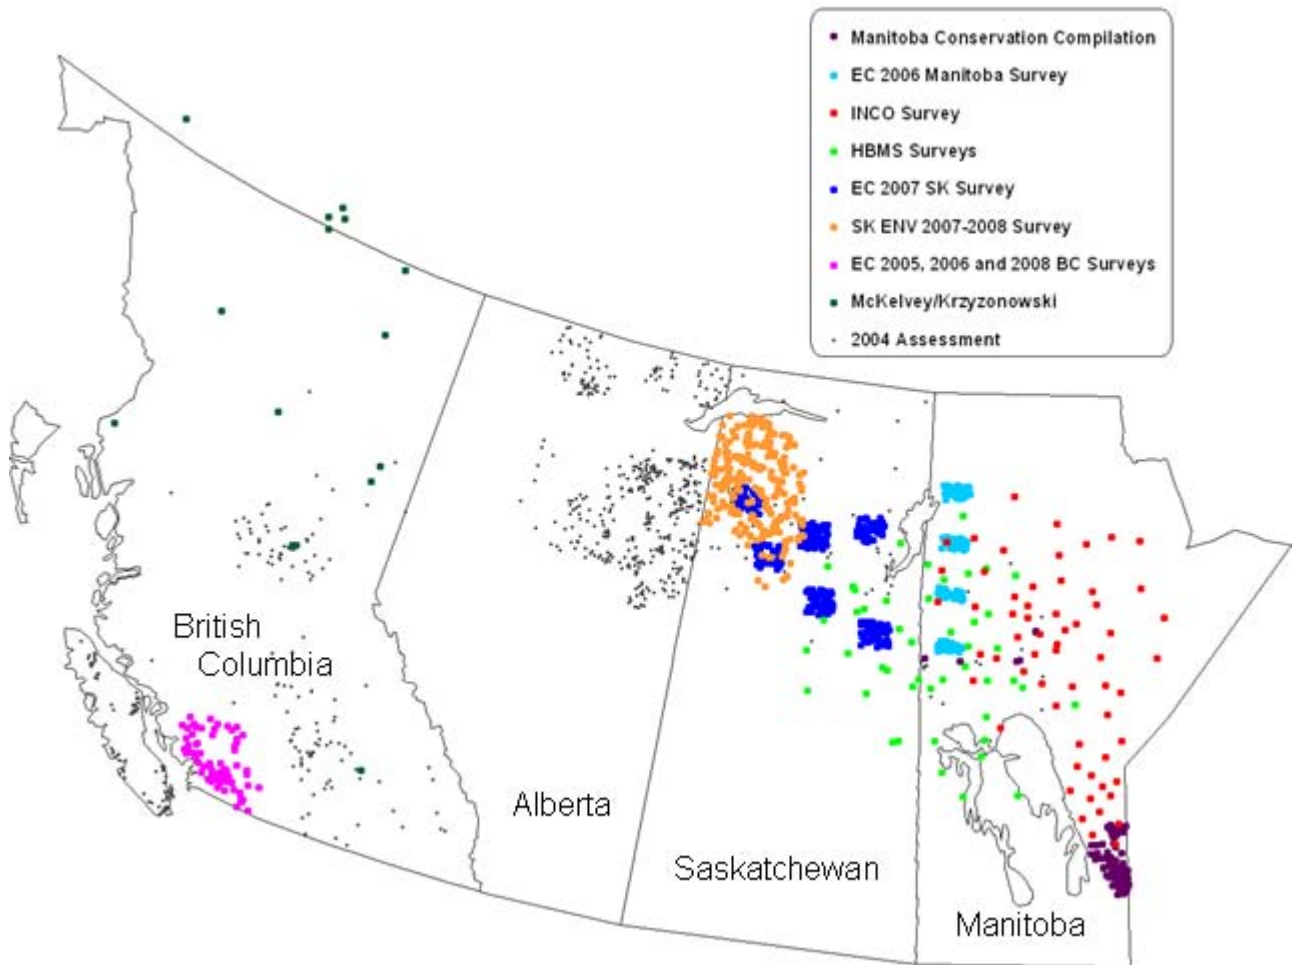 Manitoba Conservation Compilation
EC 2006 Manitoba Survey
INCO Survey
HBMS Surveys
EC 2007 SK Survey
SK ENV 2007-2008 Survey
EC 2005, 2006 and 2008 BC Surveys
McKelvey/Krzyzonowski
2004 Assessment
British
Columbia
Alberta
Saskatchewan
Manitoba